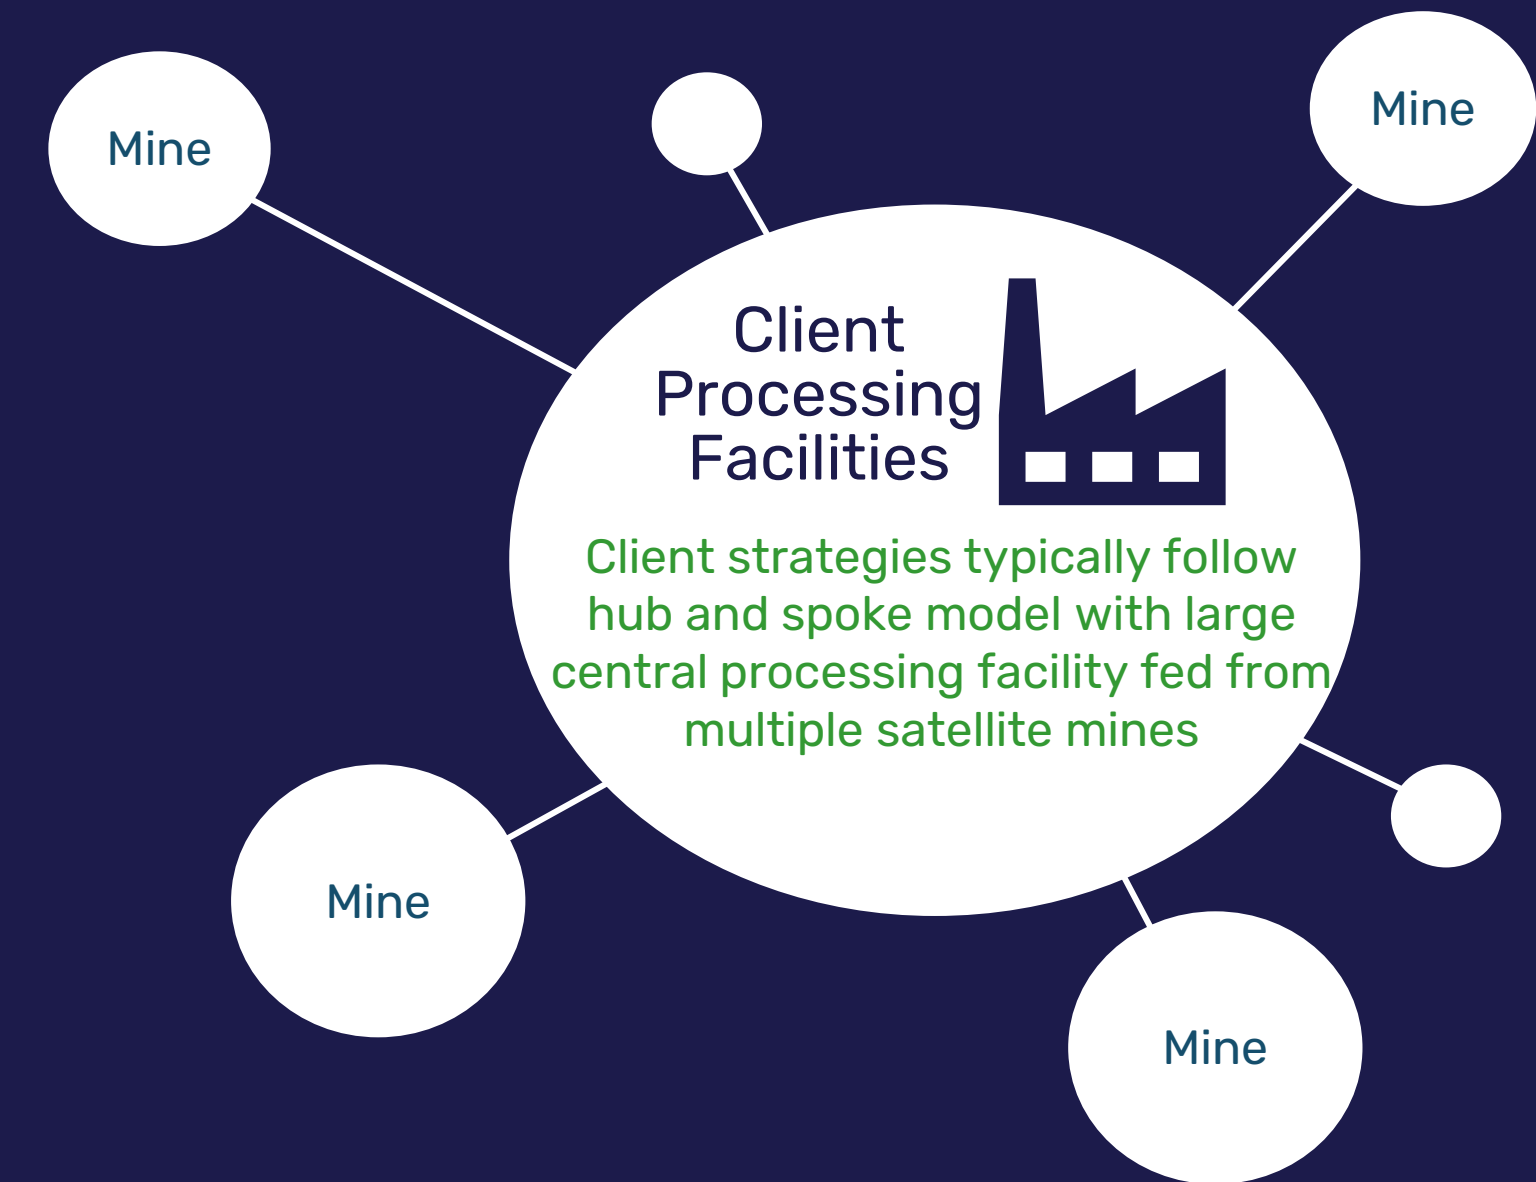 Mine
Mine
Client
Processing
Facilities
Client strategies typically follow
hub and spoke model with large
central processing facility fed from
multiple satellite mines
Mine
Mine